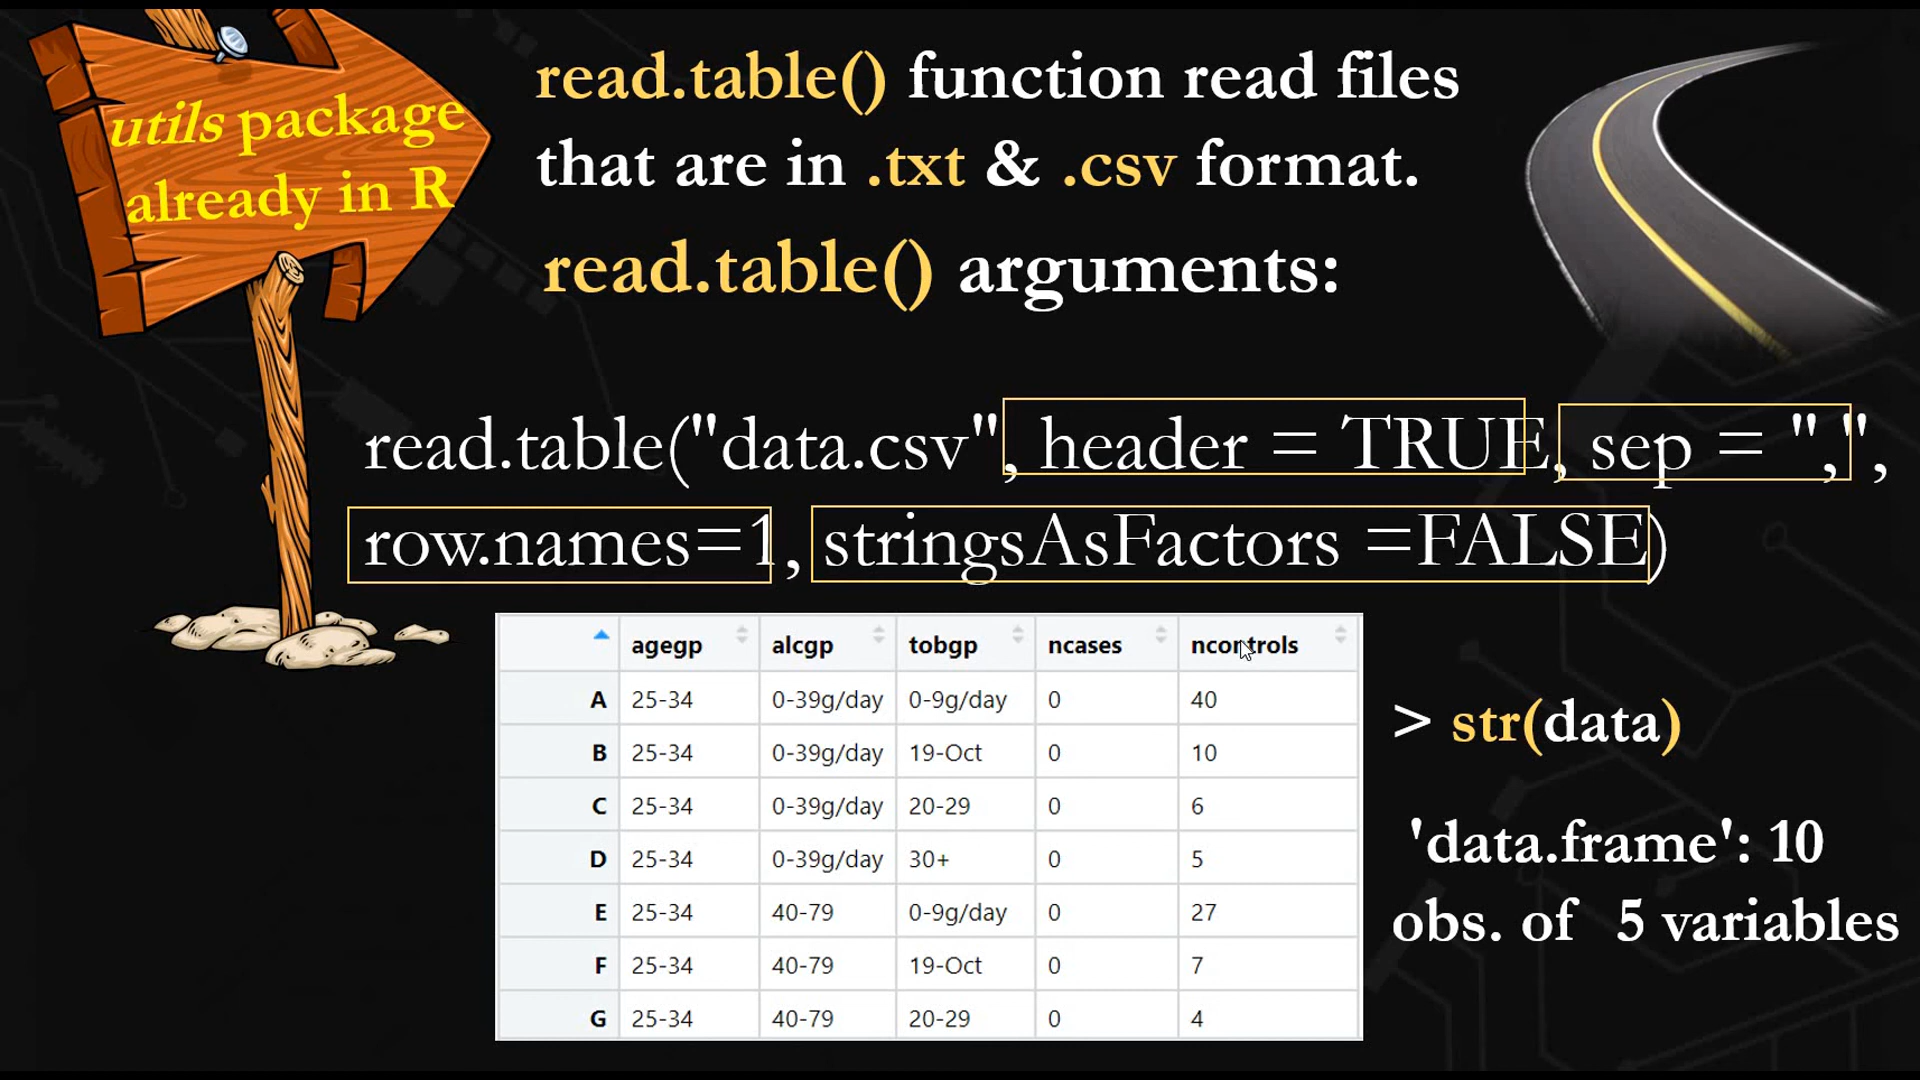 utils package
already in R
read.table() function read files
that are in .txt & .csv format.
read.table() arguments:
read.table("data.csv", header = TRUE, sep = ",",
row.names=1, stringsAsFactors =FALSE)
agegp alcgp tobgp ncases ncontrols
A 25-34 0-39g/day 0-9g/day 0 40
B 25-34 0-39g/day 19-Oct 0 10
C 25-34 0-39g/day 20-29 0 6
D 25-34 0-39g/day 30+ 0 5
E 25-34 40-79 0-9g/day 0 27
F 25-34 40-79 19-Oct 0 7
G 25-34 40-79 20-29 0 4
> str(data)
'data.frame': 10
obs. of 5 variables